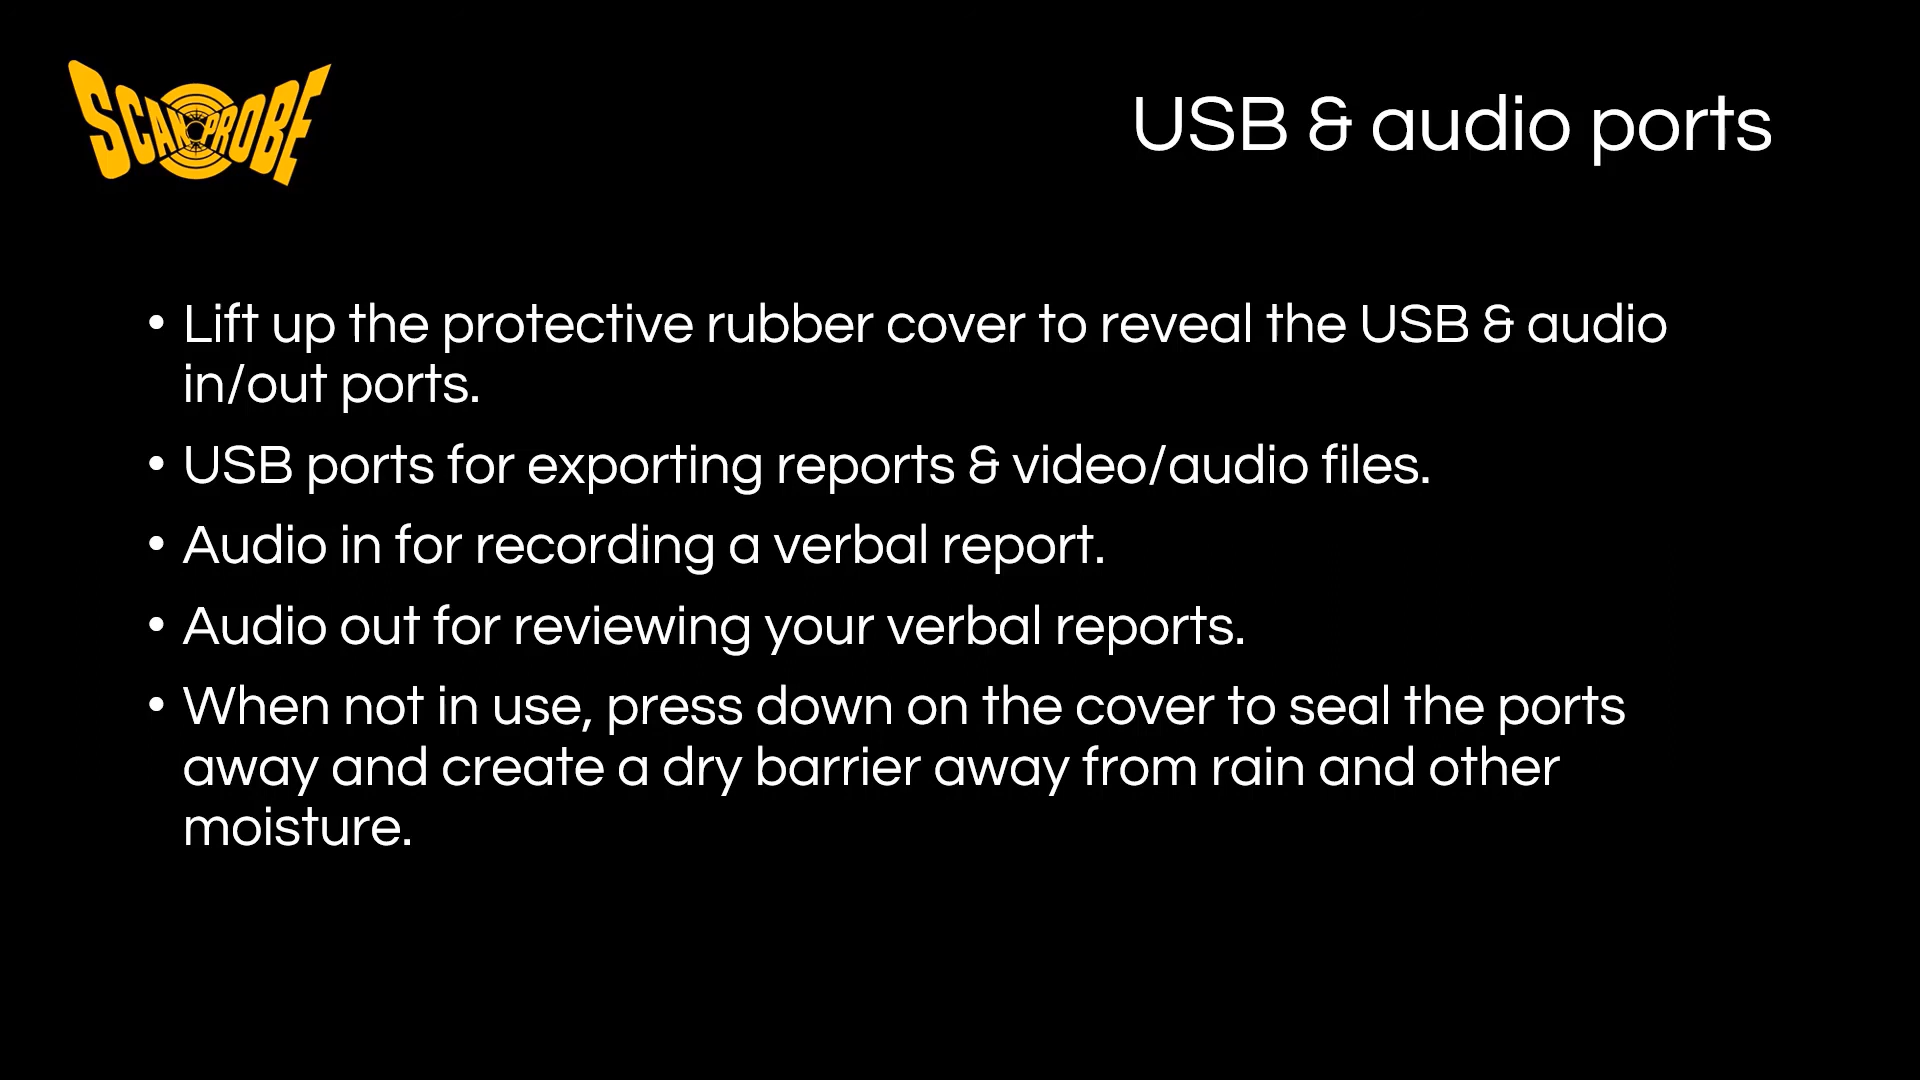 SCANPROBE
USB & audio ports
• Lift up the protective rubber cover to reveal the USB & audio
in/out ports.
• USB ports for exporting reports & video/audio files.
• Audio in for recording a verbal report.
• Audio out for reviewing your verbal reports.
• When not in use, press down on the cover to seal the ports
away and create a dry barrier away from rain and other
moisture.